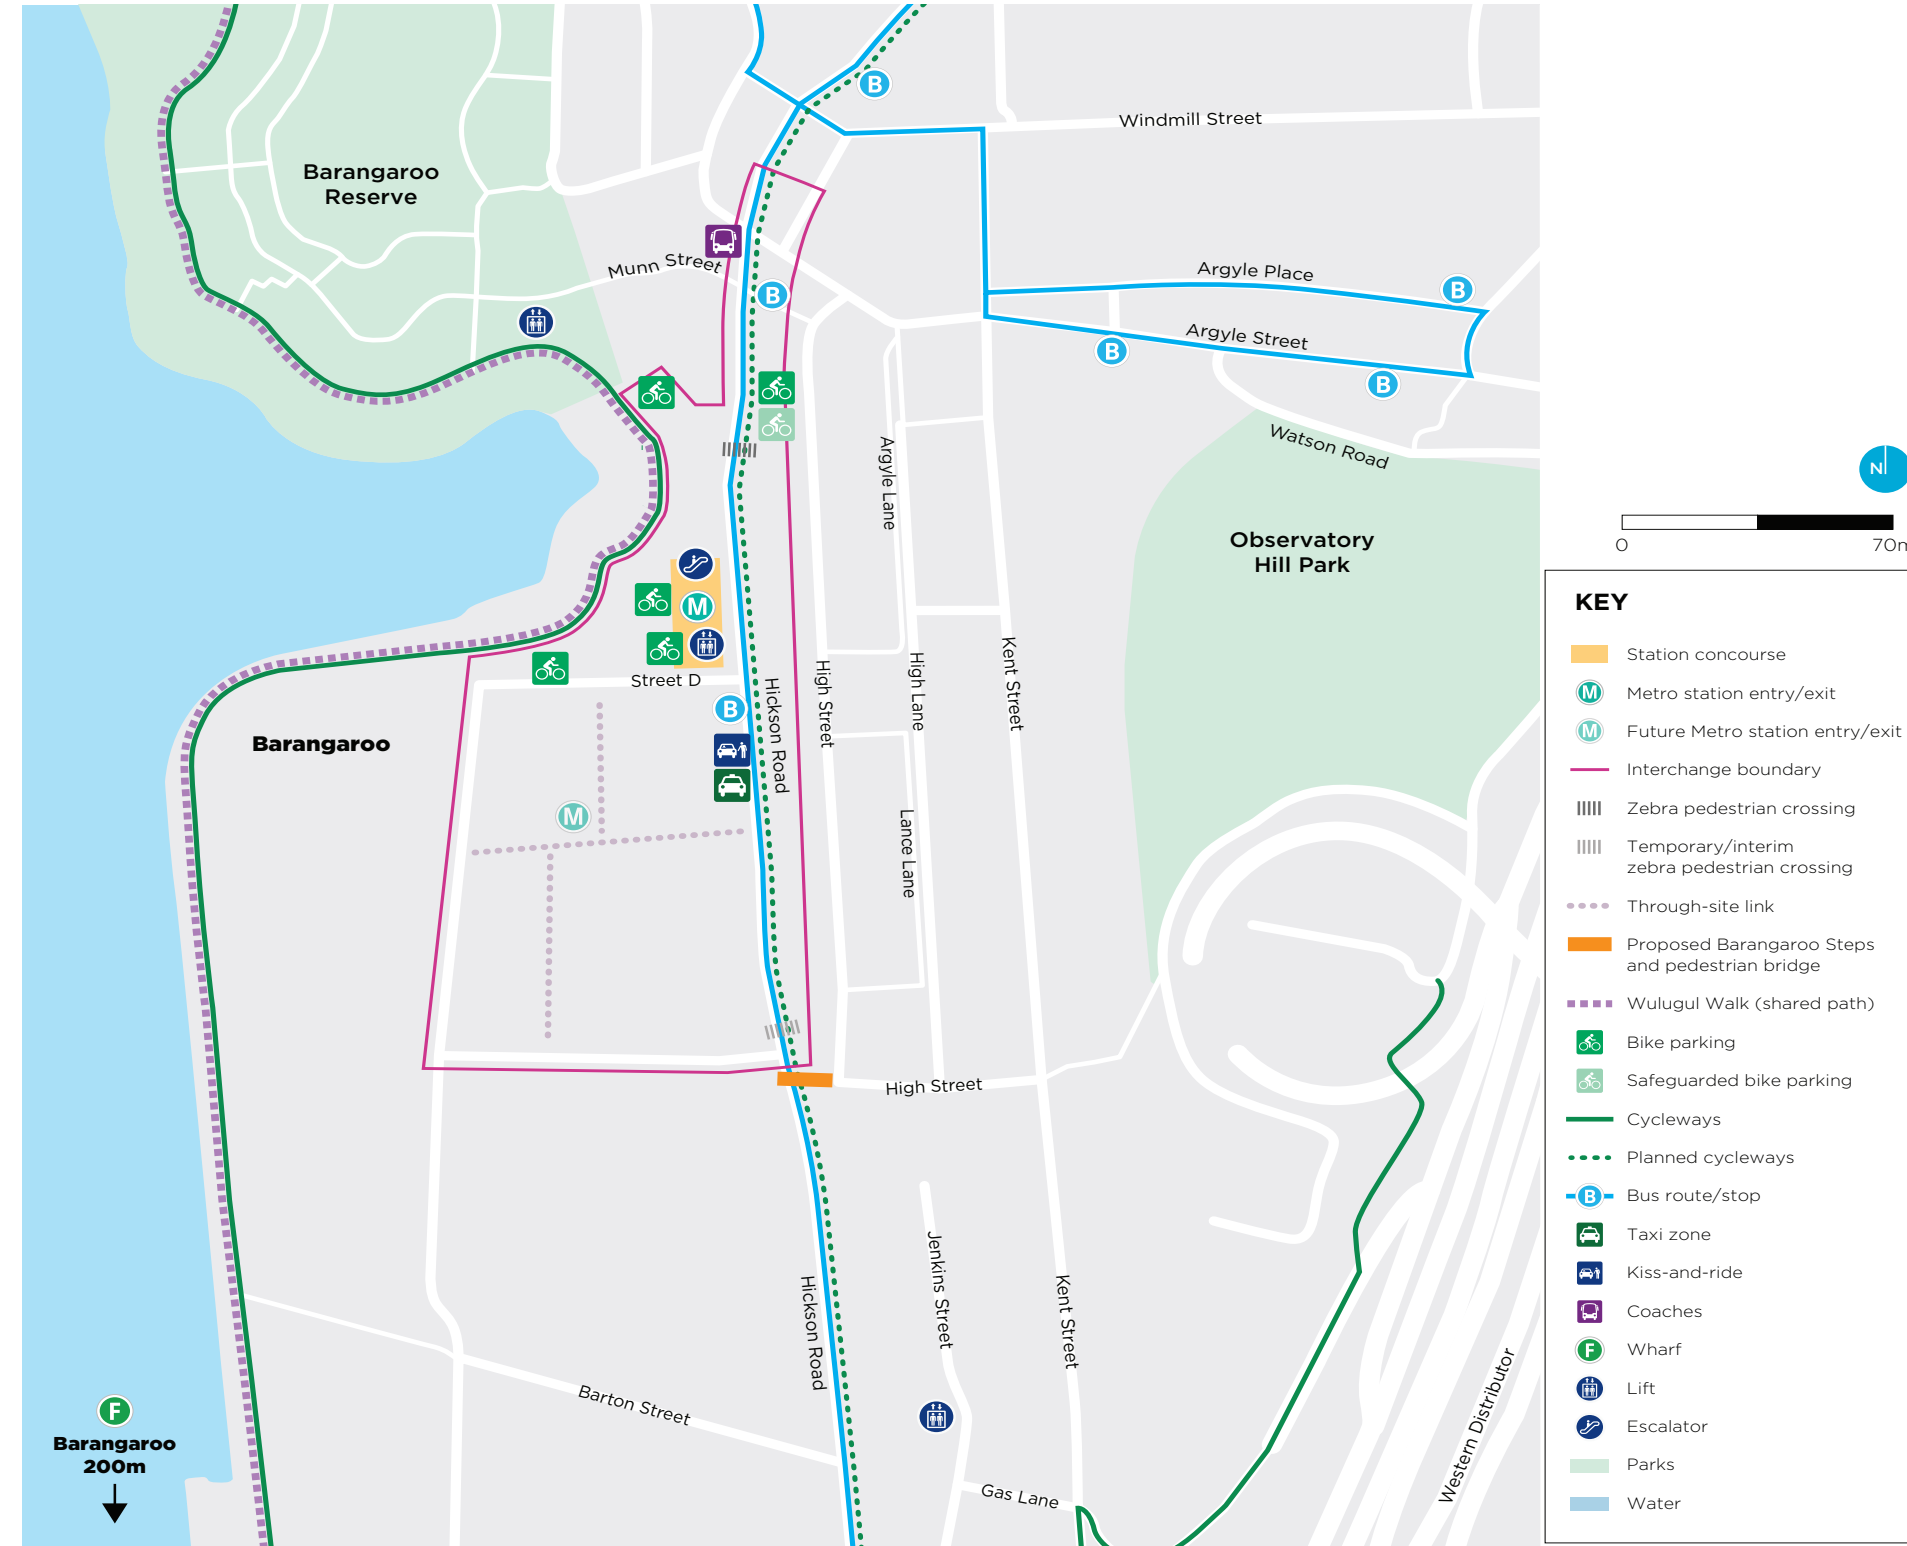 B
Windmill Street
Barangaroo
Reserve
Munn Street
B
Argyle Place
B
Argyle Street
B
B
Watson Road
Argyle Lane
N
0
70m
Observatory
Hill Park
M
Street D
B
Barangaroo
M
Hickson Road
High Street
High Lane
Kent Street
Lance Lane
High Street
Hickson Road
Jenkins Street
Kent Street
Barton Street
Gas Lane
Western Distributor
F
Barangaroo
200m
KEY
Station concourse
M Metro station entry/exit
M Future Metro station entry/exit
Interchange boundary
Zebra pedestrian crossing
Temporary/interim
zebra pedestrian crossing
Through-site link
Proposed Barangaroo Steps
and pedestrian bridge
Wulugul Walk (shared path)
Bike parking
Safeguarded bike parking
Cycleways
Planned cycleways
B Bus route/stop
Taxi zone
Kiss-and-ride
Coaches
F Wharf
Lift
Escalator
Parks
Water